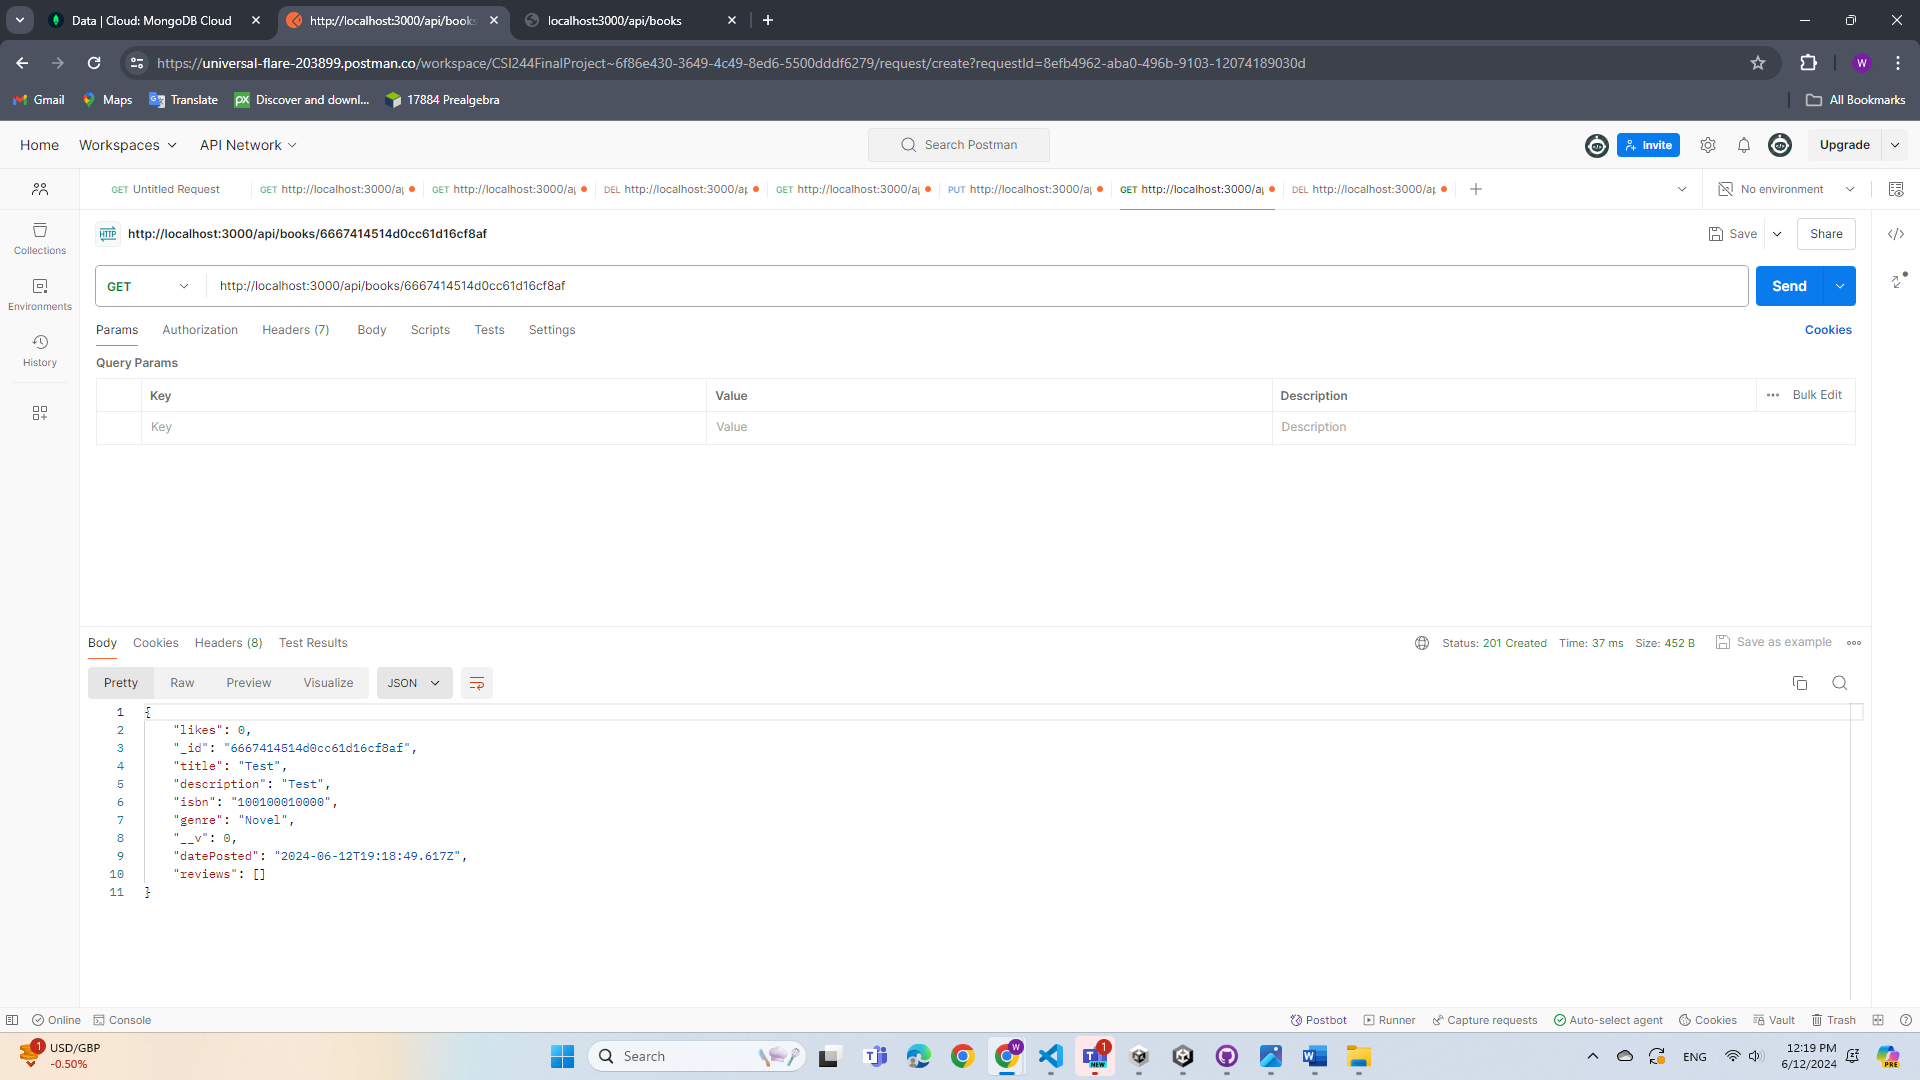 Data | Cloud: MongoDB Cloud
http://localhost:3000/api/books
localhost:3000/api/books
https://universal-flare-203899.postman.co/workspace/CSI244FinalProject~6f86e430-3649-4c49-8ed6-5500dddf6279/request/create?requestId=8efb4962-aba0-496b-9103-12074189030d
W
Gmail
Maps
Translate
Discover and downl...
17884 Prealgebra
All Bookmarks
Home
Workspaces
API Network
Search Postman
Invite
Upgrade
GET Untitled Request
GET http://localhost:3000/a
GET http://localhost:3000/a
DEL http://localhost:3000/ap
GET http://localhost:3000/a
PUT http://localhost:3000/a
GET http://localhost:3000/a
DEL http://localhost:3000/ap
No environment
HTTP http://localhost:3000/api/books/6667414514d0cc61d16cf8af
Save
Share
Collections
Environments
History
GET
http://localhost:3000/api/books/6667414514d0cc61d16cf8af
Send
Params
Authorization
Headers (7)
Body
Scripts
Tests
Settings
Cookies
Query Params
Key
Value
Description
Bulk Edit
Key
Value
Description
Body
Cookies
Headers (8)
Test Results
Status: 201 Created
Time: 37 ms
Size: 452 B
Save as example
Pretty
Raw
Preview
Visualize
JSON
1 {
2 "likes": 0,
3 "_id": "6667414514d0cc61d16cf8af",
4 "title": "Test",
5 "description": "Test",
6 "isbn": "100100010000",
7 "genre": "Novel",
8 "__v": 0,
9 "datePosted": "2024-06-12T19:18:49.617Z",
10 "reviews": []
11 }
Online
Console
Postbot
Runner
Capture requests
Auto-select agent
Cookies
Vault
Trash
1
USD/GBP
-0.50%
Search
W
1
NEW
ENG
12:19 PM
6/12/2024
PRE